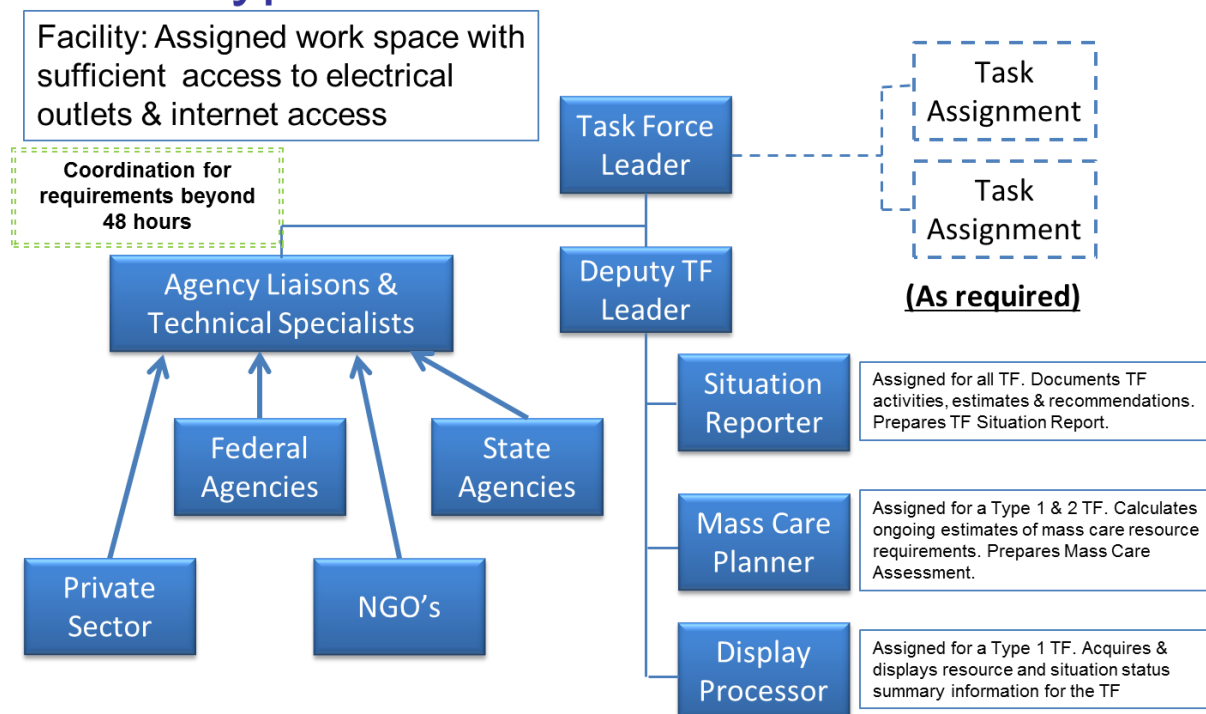 Facility: Assigned work space with
sufficient access to electrical
outlets & internet access
Coordination for
requirements beyond
48 hours
Task Force
Leader
Task
Assignment
Task
Assignment
(As required)
Agency Liaisons &
Technical Specialists
Deputy TF
Leader
Federal
Agencies
State
Agencies
Private
Sector
NGO's
Situation
Reporter
Assigned for all TF. Documents TF
activities, estimates & recommendations.
Prepares TF Situation Report.
Mass Care
Planner
Assigned for a Type 1 & 2 TF. Calculates
ongoing estimates of mass care resource
requirements. Prepares Mass Care
Assessment.
Display
Processor
Assigned for a Type 1 TF. Acquires &
displays resource and situation status
summary information for the TF